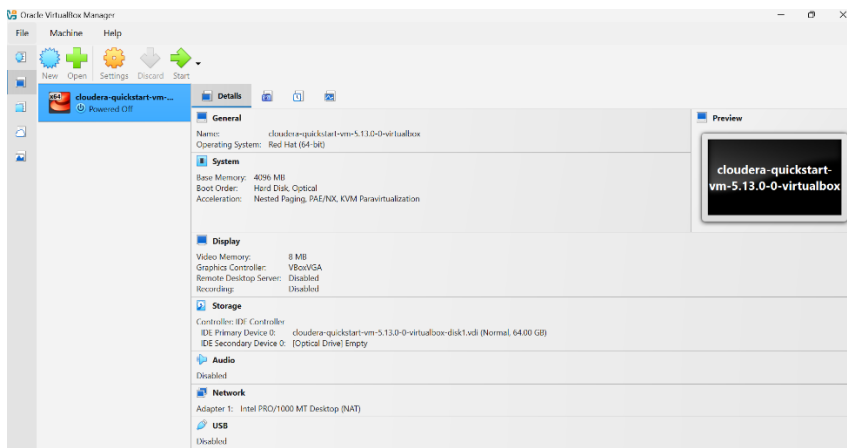 Oracle VirtualBox Manager
File Machine Help
New Open Settings Discard Start
x64
cloudera-quickstart-vm-...
Powered Off
Details
General
Name: cloudera-quickstart-vm-5.13.0-0-virtualbox
Operating System: Red Hat (64-bit)
System
Base Memory: 4096 MB
Boot Order: Hard Disk, Optical
Acceleration: Nested Paging, PAE/NX, KVM Paravirtualization
Preview
cloudera-quickstart-
vm-5.13.0-0-virtualbox
Display
Video Memory: 8 MB
Graphics Controller: VBoxVGA
Remote Desktop Server: Disabled
Recording: Disabled
Storage
Controller: IDE Controller
IDE Primary Device 0: cloudera-quickstart-vm-5.13.0-0-virtualbox-disk1.vdi (Normal, 64.00 GB)
IDE Secondary Device 0: [Optical Drive] Empty
Audio
Disabled
Network
Adapter 1: Intel PRO/1000 MT Desktop (NAT)
USB
Disabled